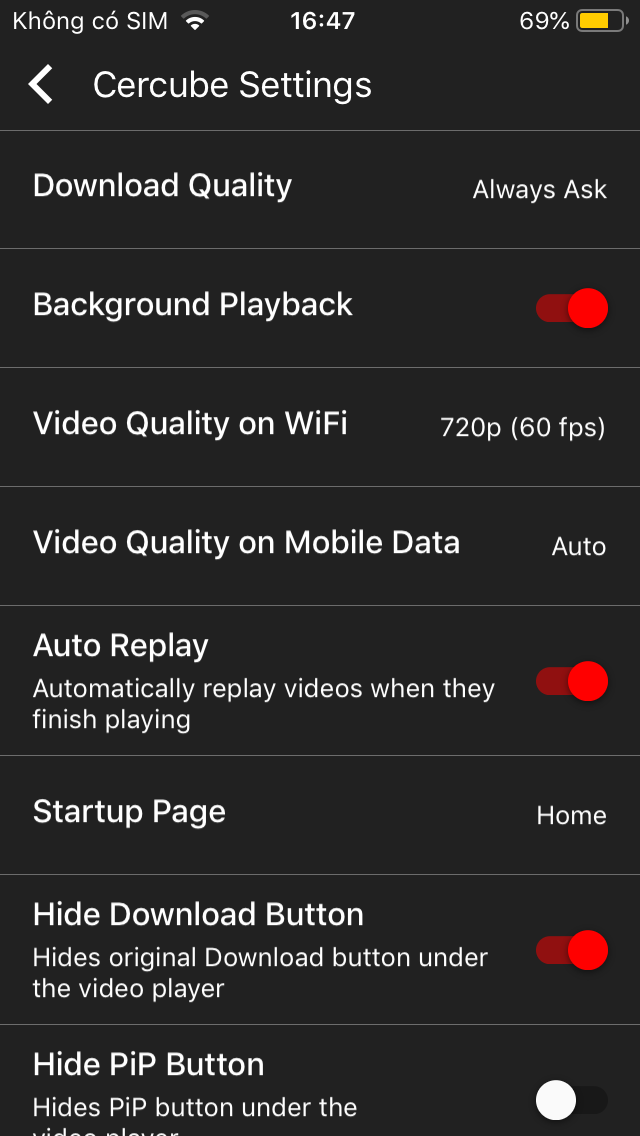 Không có SIM 16:47 69%
Cercube Settings
Download Quality Always Ask
Background Playback
Video Quality on WiFi 720p (60 fps)
Video Quality on Mobile Data Auto
Auto Replay
Automatically replay videos when they
finish playing
Startup Page Home
Hide Download Button
Hides original Download button under
the video player
Hide PiP Button
Hides PiP button under the
video player